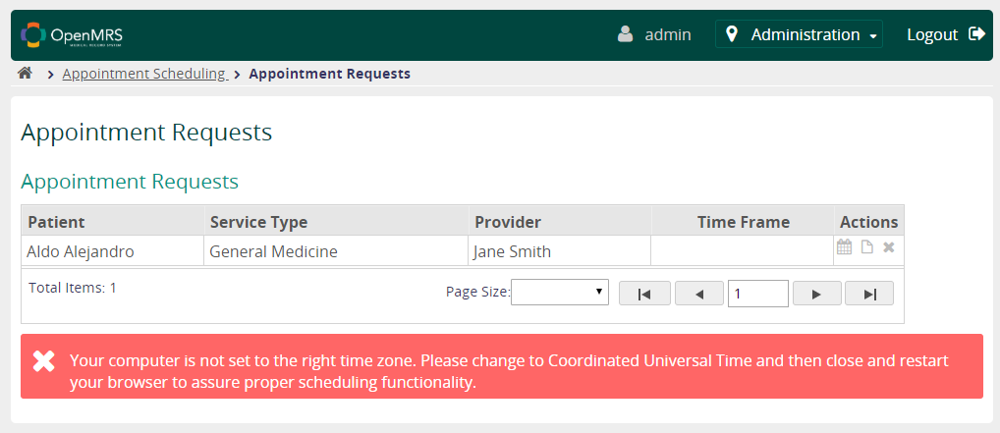 OpenMRS
MEDICAL RECORD SYSTEM
admin
Administration
Logout
Appointment Scheduling > Appointment Requests
Appointment Requests
Appointment Requests
Patient Service Type Provider Time Frame Actions
Aldo Alejandro General Medicine Jane Smith
Total Items: 1
Page Size:
1
Your computer is not set to the right time zone. Please change to Coordinated Universal Time and then close and restart
your browser to assure proper scheduling functionality.